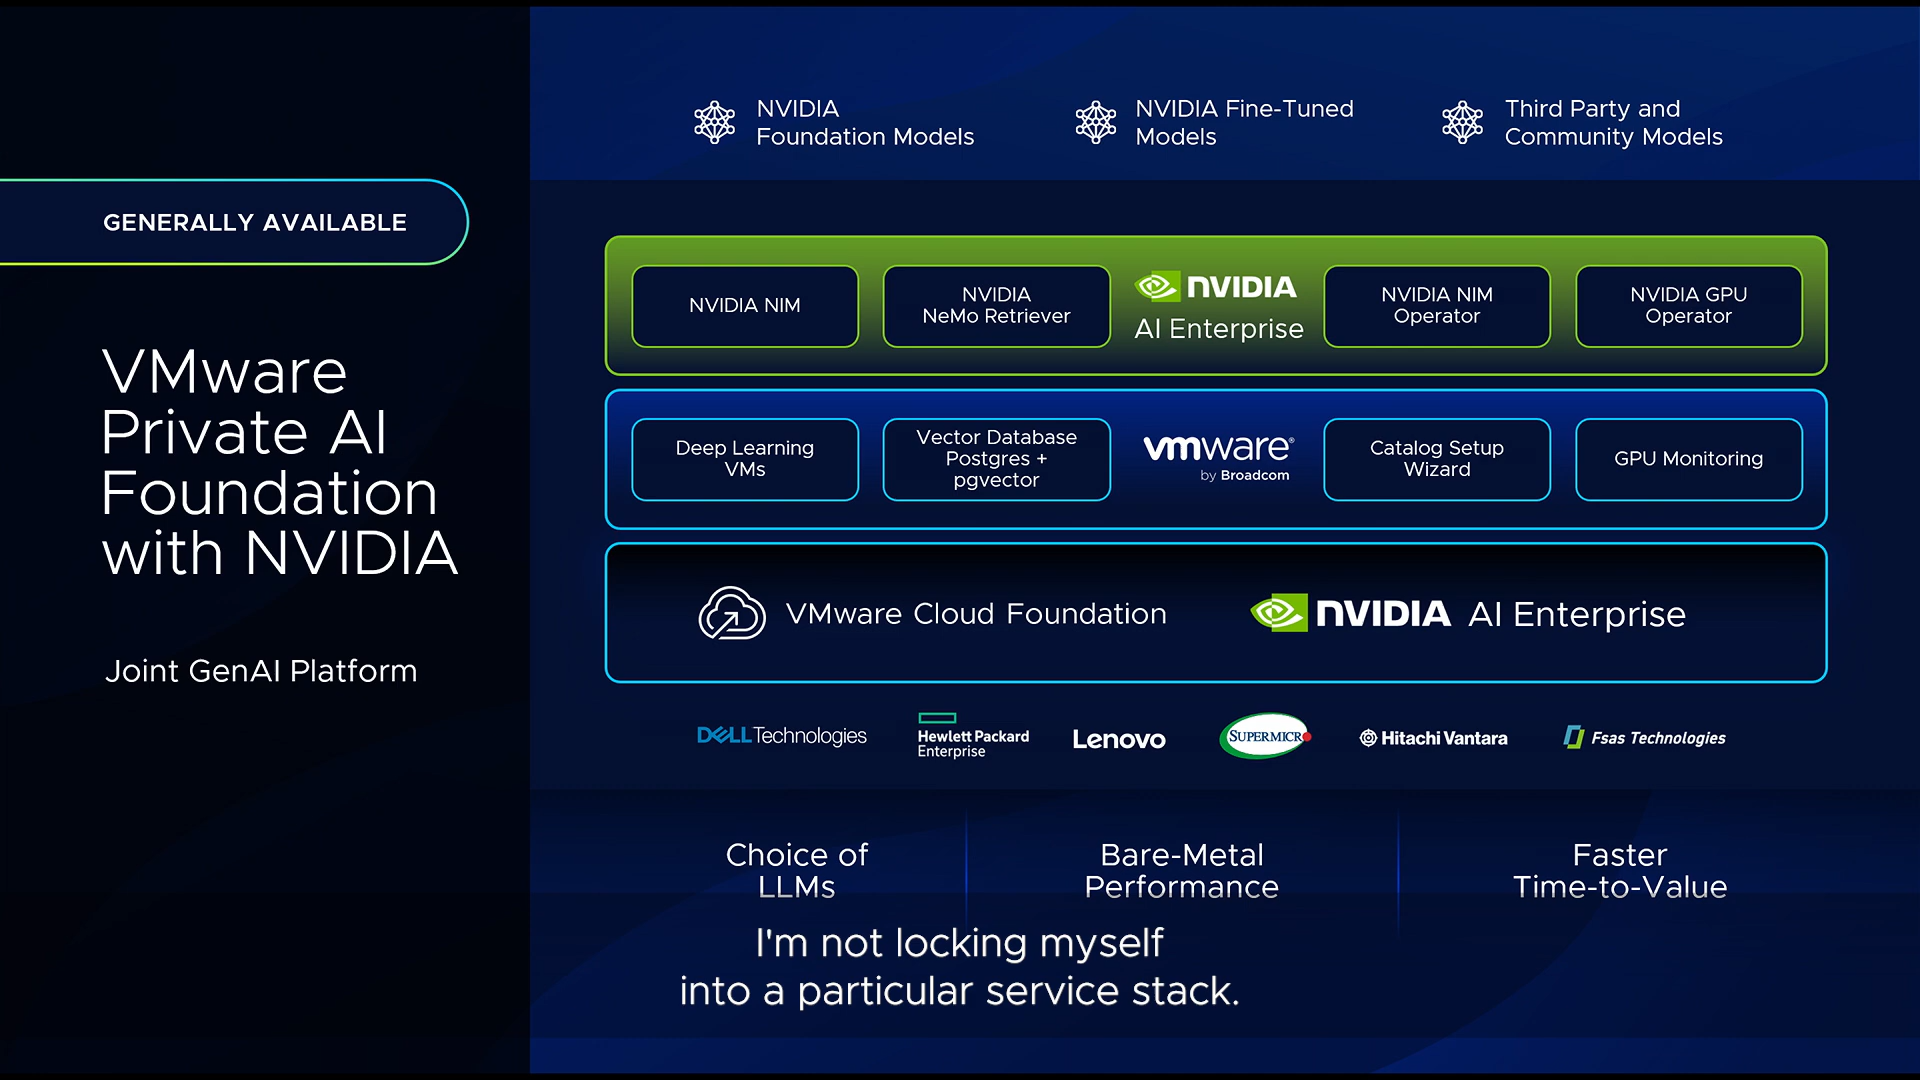 GENERALLY AVAILABLE
VMware
Private AI
Foundation
with NVIDIA
Joint GenAI Platform
NVIDIA
Foundation Models
NVIDIA Fine-Tuned
Models
Third Party and
Community Models
NVIDIA NIM
NVIDIA
NeMo Retriever
NVIDIA
AI Enterprise
NVIDIA NIM
Operator
NVIDIA GPU
Operator
Deep Learning
VMs
Vector Database
Postgres +
pgvector
vmware®
by Broadcom
Catalog Setup
Wizard
GPU Monitoring
VMware Cloud Foundation
NVIDIA AI Enterprise
DELL Technologies
Hewlett Packard
Enterprise
Lenovo
SUPERMICR
Hitachi Vantara
Fsas Technologies
Choice of
LLMs
Bare-Metal
Performance
Faster
Time-to-Value
I'm not locking myself
into a particular service stack.